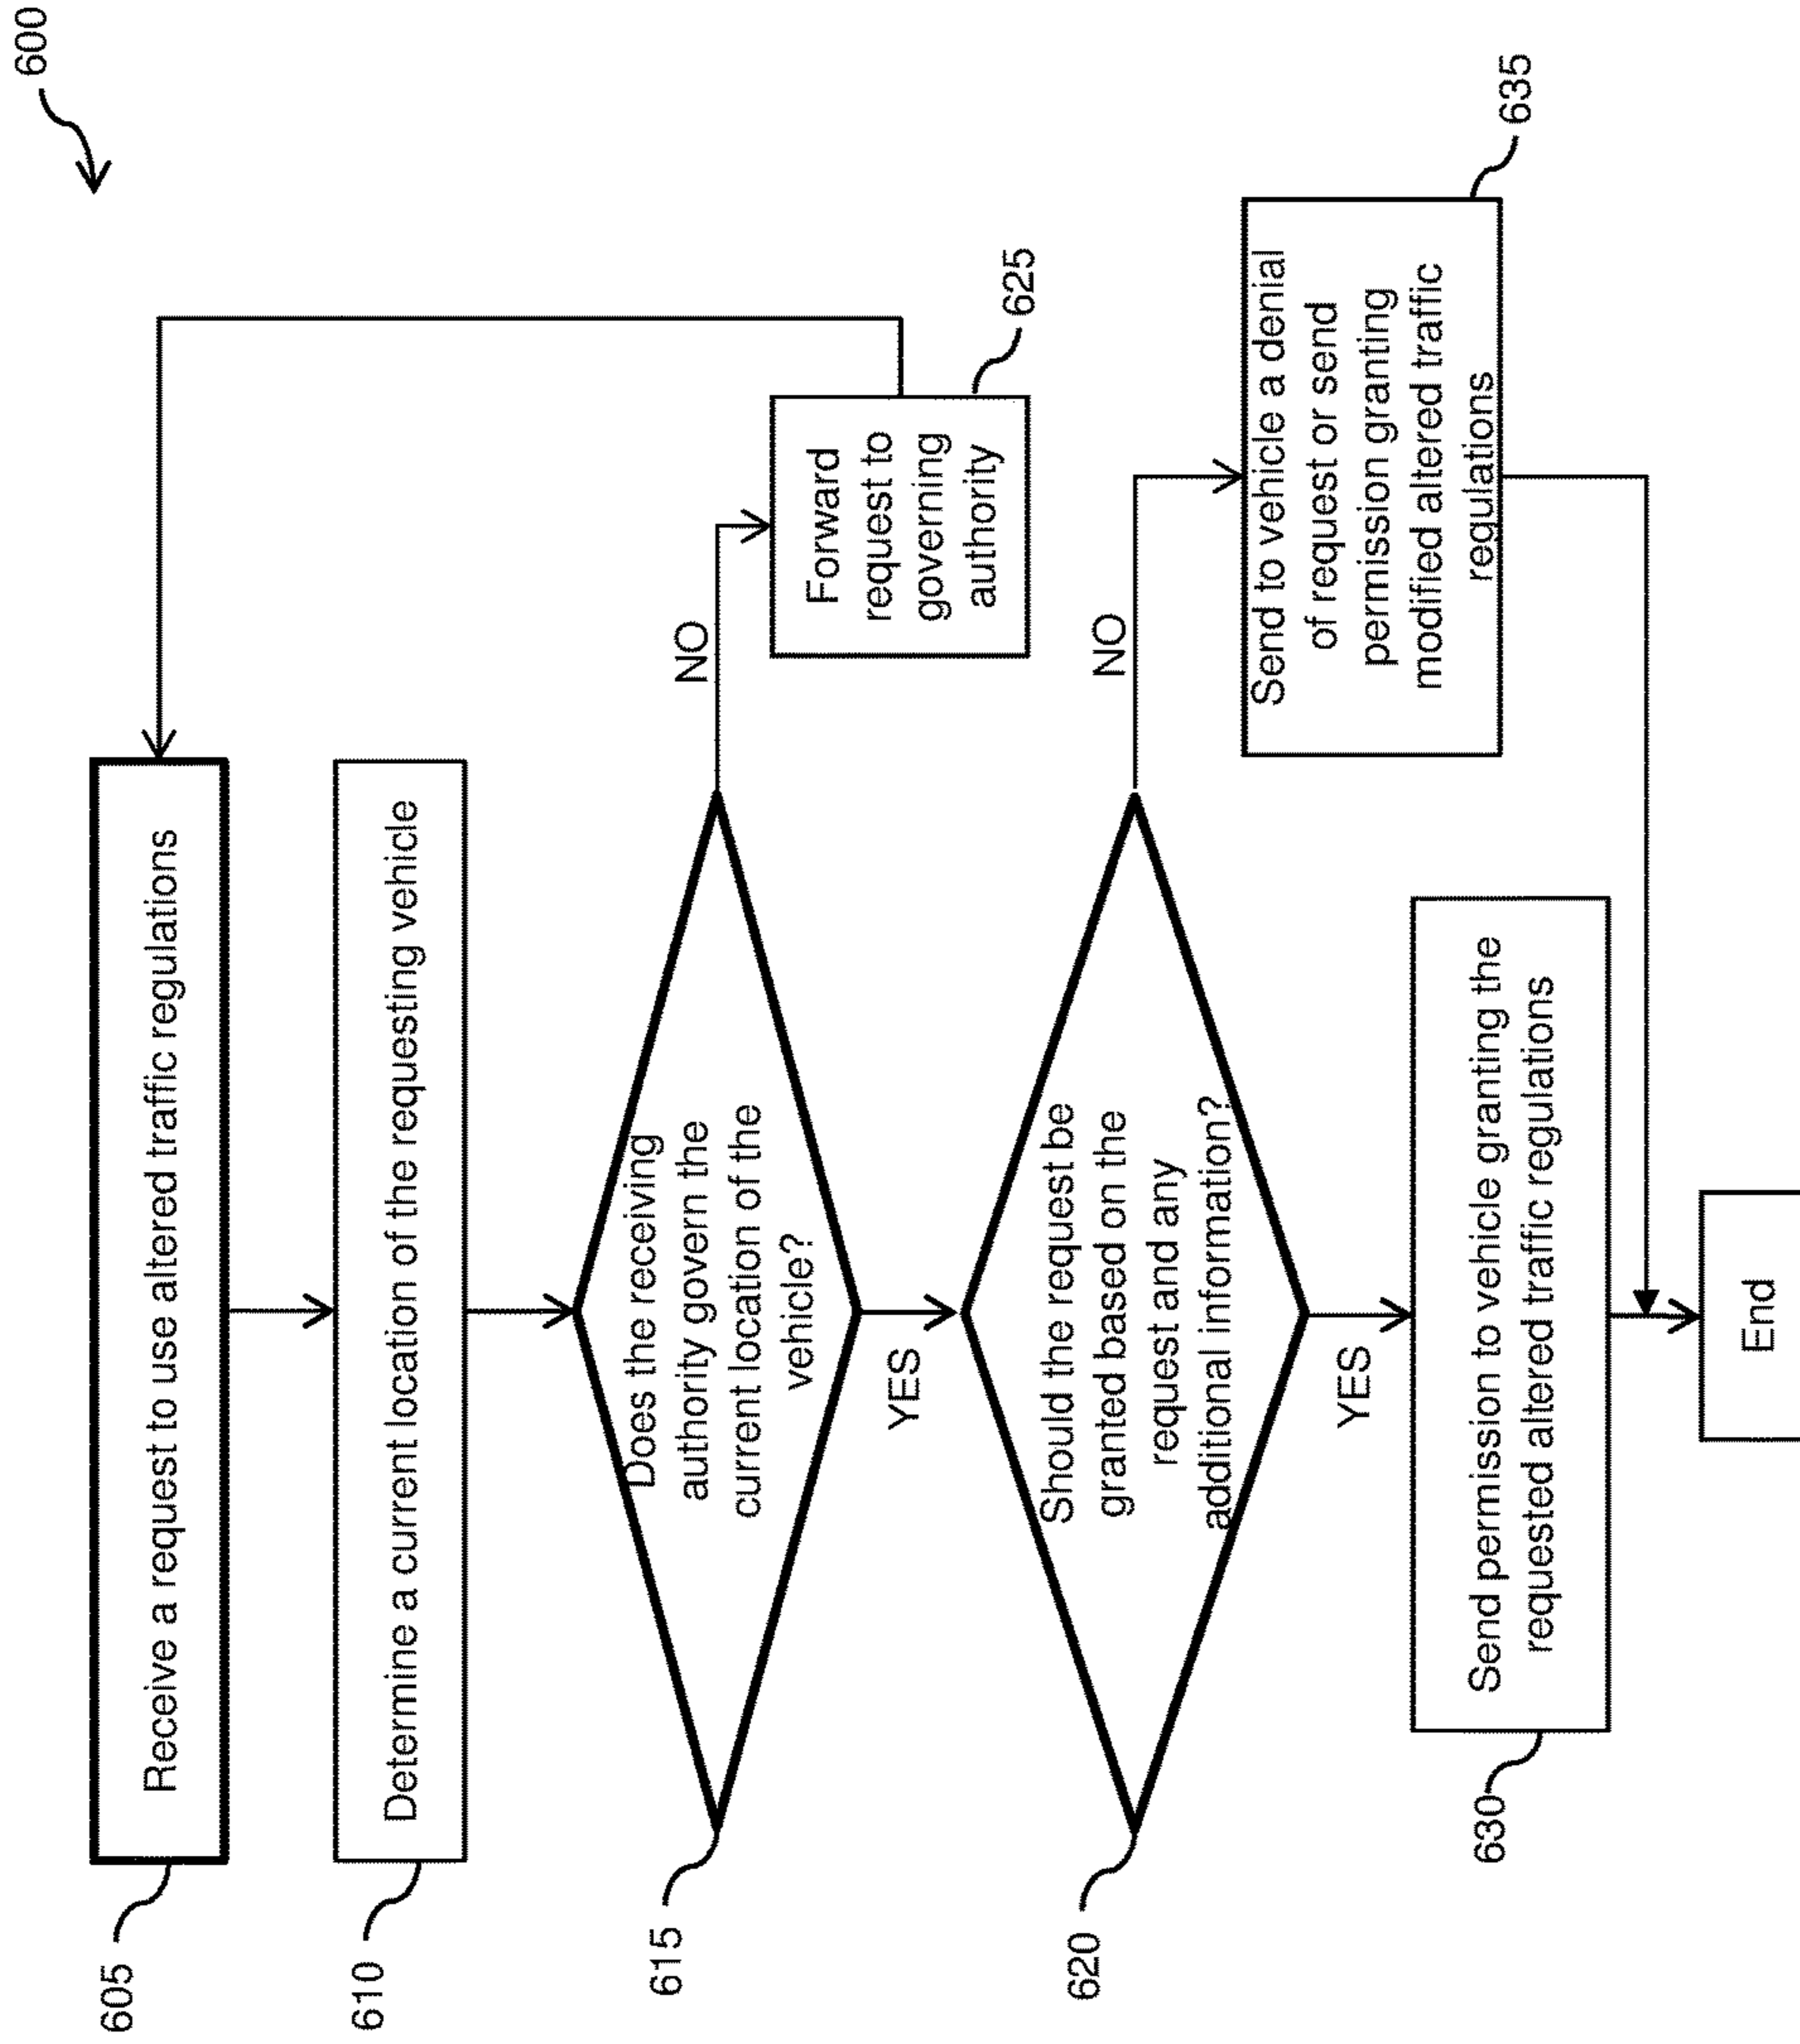 600
605
Receive a request to use altered traffic regulations
610
Determine a current location of the requesting vehicle
615
Does the receiving
authority govern the
current location of the
vehicle?
NO
Forward
request to
governing
authority
625
YES
620
Should the request be
granted based on the
request and any
additional information?
NO
Send to vehicle a denial
of request or send
permission granting
modified altered traffic
regulations
635
YES
630
Send permission to vehicle granting the
requested altered traffic regulations
End